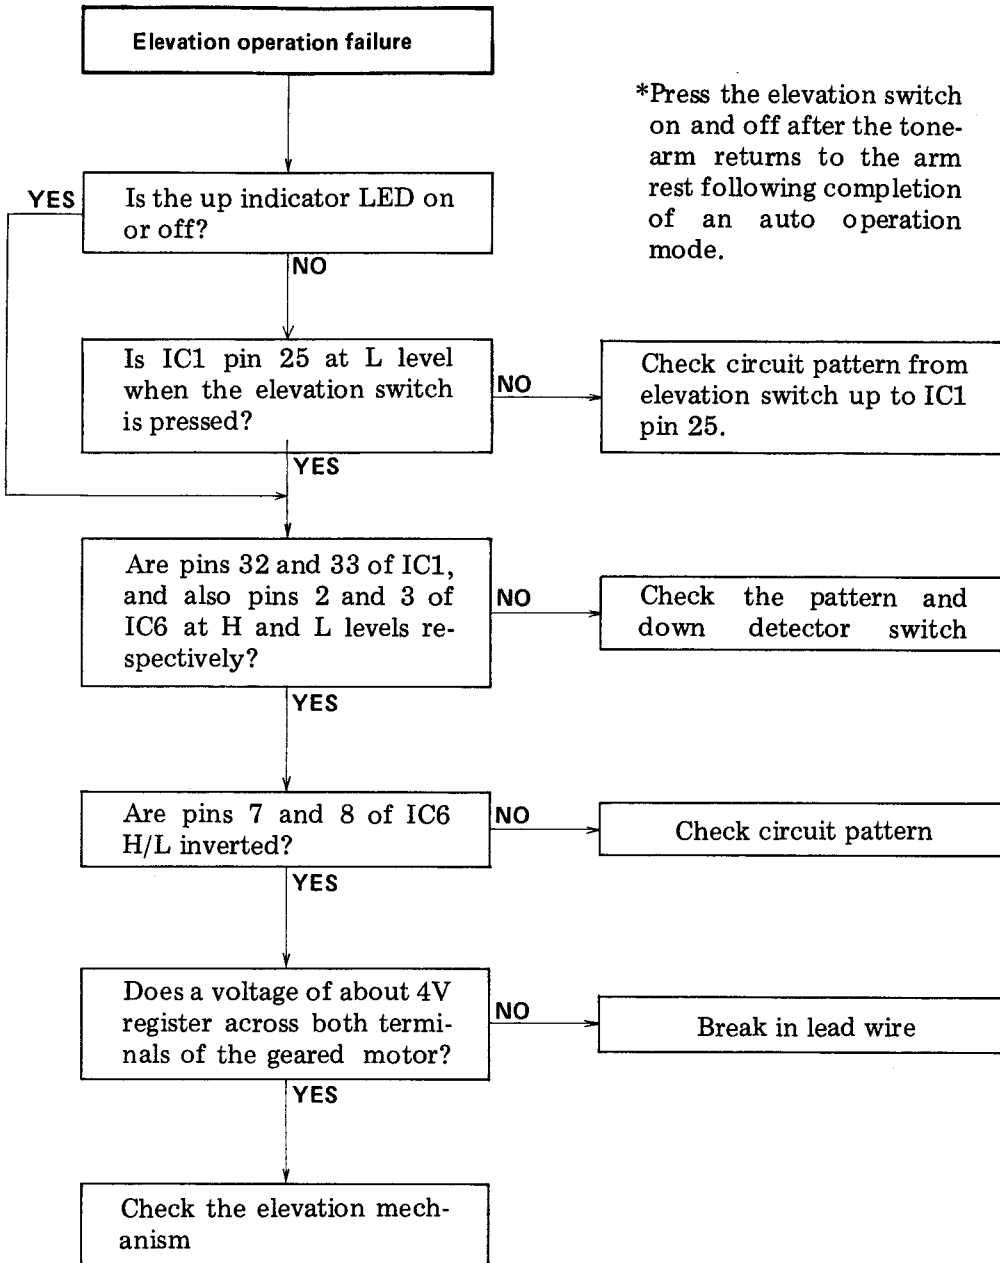 Elevation operation failure
*Press the elevation switch
on and off after the tone-
arm returns to the arm
rest following completion
of an auto operation
mode.
YES
Is the up indicator LED on
or off?
NO
Is IC1 pin 25 at L level
when the elevation switch
is pressed?
NO
Check circuit pattern from
elevation switch up to IC1
pin 25.
YES
Are pins 32 and 33 of IC1,
and also pins 2 and 3 of
IC6 at H and L levels re-
spectively?
NO
Check the pattern and
down detector switch
YES
Are pins 7 and 8 of IC6
H/L inverted?
NO
Check circuit pattern
YES
Does a voltage of about 4V
register across both termi-
nals of the geared motor?
NO
Break in lead wire
YES
Check the elevation mech-
anism